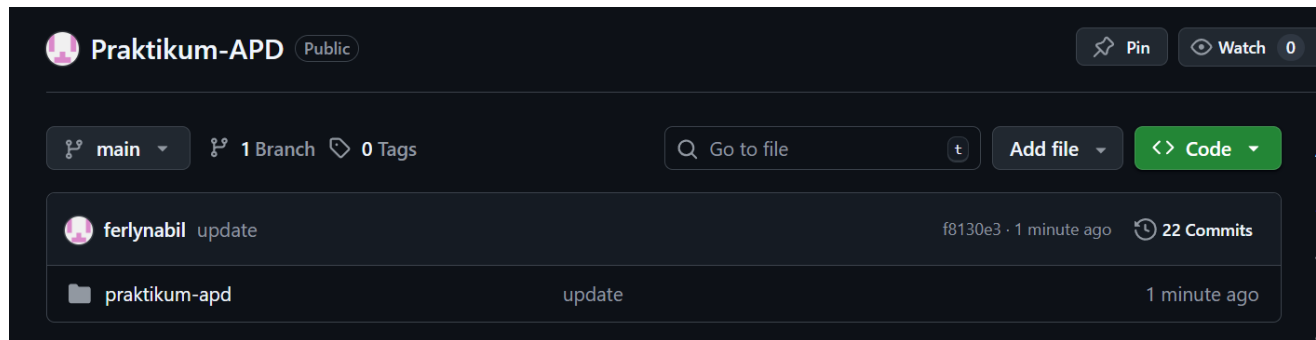 Praktikum-APD Public Pin Watch 0
main 1 Branch 0 Tags Go to file t Add file Code
ferlynabil update f8130e3 · 1 minute ago 22 Commits
praktikum-apd update 1 minute ago